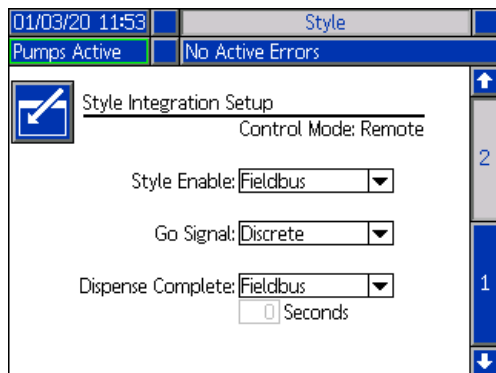 01/03/20 11:53 Style
Pumps Active No Active Errors
Style Integration Setup
Control Mode: Remote
2
Style Enable: Fieldbus
Go Signal: Discrete
Dispense Complete: Fieldbus
1
0 Seconds